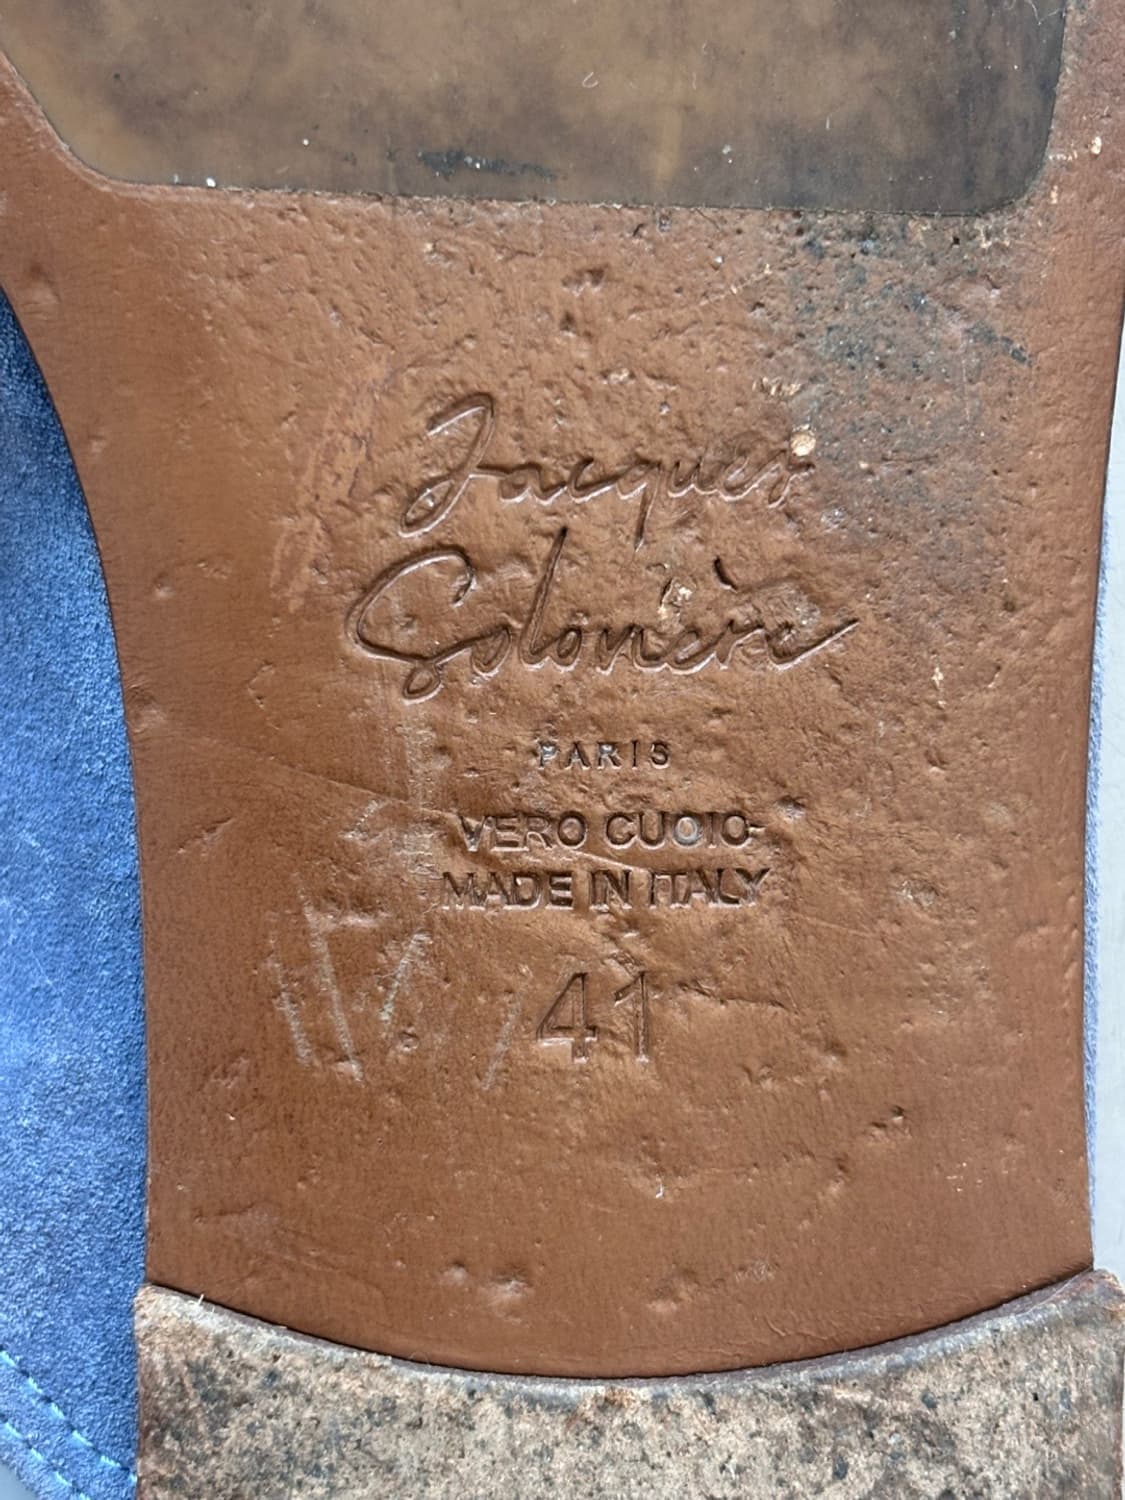 Jacques
Solovière
PARIS
VERO CUOIO
MADE IN ITALY
41